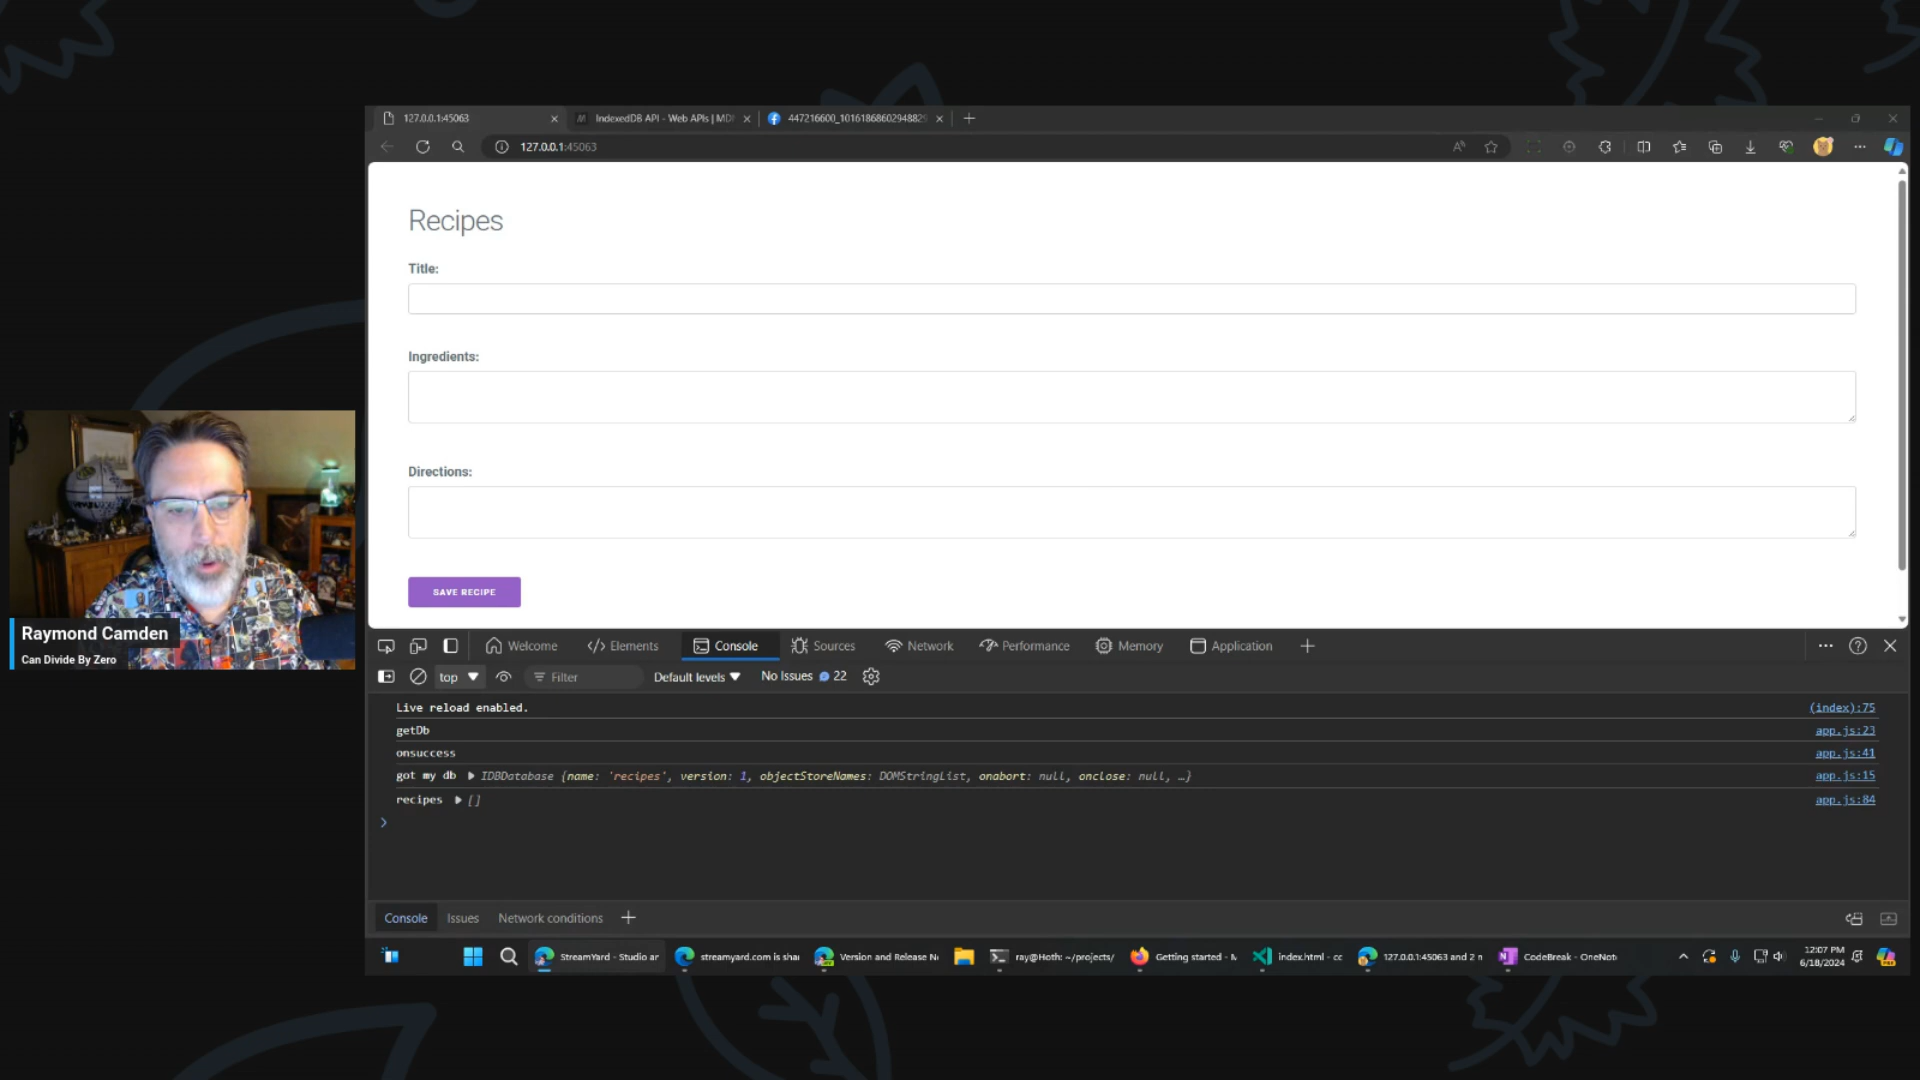 127.0.0.1:45063
IndexedDB API - Web APIs | MD
447216600_1016186860294882
127.0.0.1:45063
Recipes
Title:
Ingredients:
Directions:
SAVE RECIPE
Raymond Camden
Can Divide By Zero
Welcome
Elements
Console
Sources
Network
Performance
Memory
Application
top
Filter
Default levels
No Issues
22
Live reload enabled.
(index):75
getDb
app.js:23
onsuccess
app.js:41
got my db ▶ IDBDatabase {name: 'recipes', version: 1, objectStoreNames: DOMStringList, onabort: null, onclose: null, …}
app.js:15
recipes ▶ []
app.js:84
Console
Issues
Network conditions
StreamYard - Studio an
streamyard.com is shar
Version and Release N
ray@Hoth: ~/projects/
Getting started - M
index.html - cc
127.0.0.1:45063 and 2 n
CodeBreak - OneNot
12:07 PM
6/18/2024